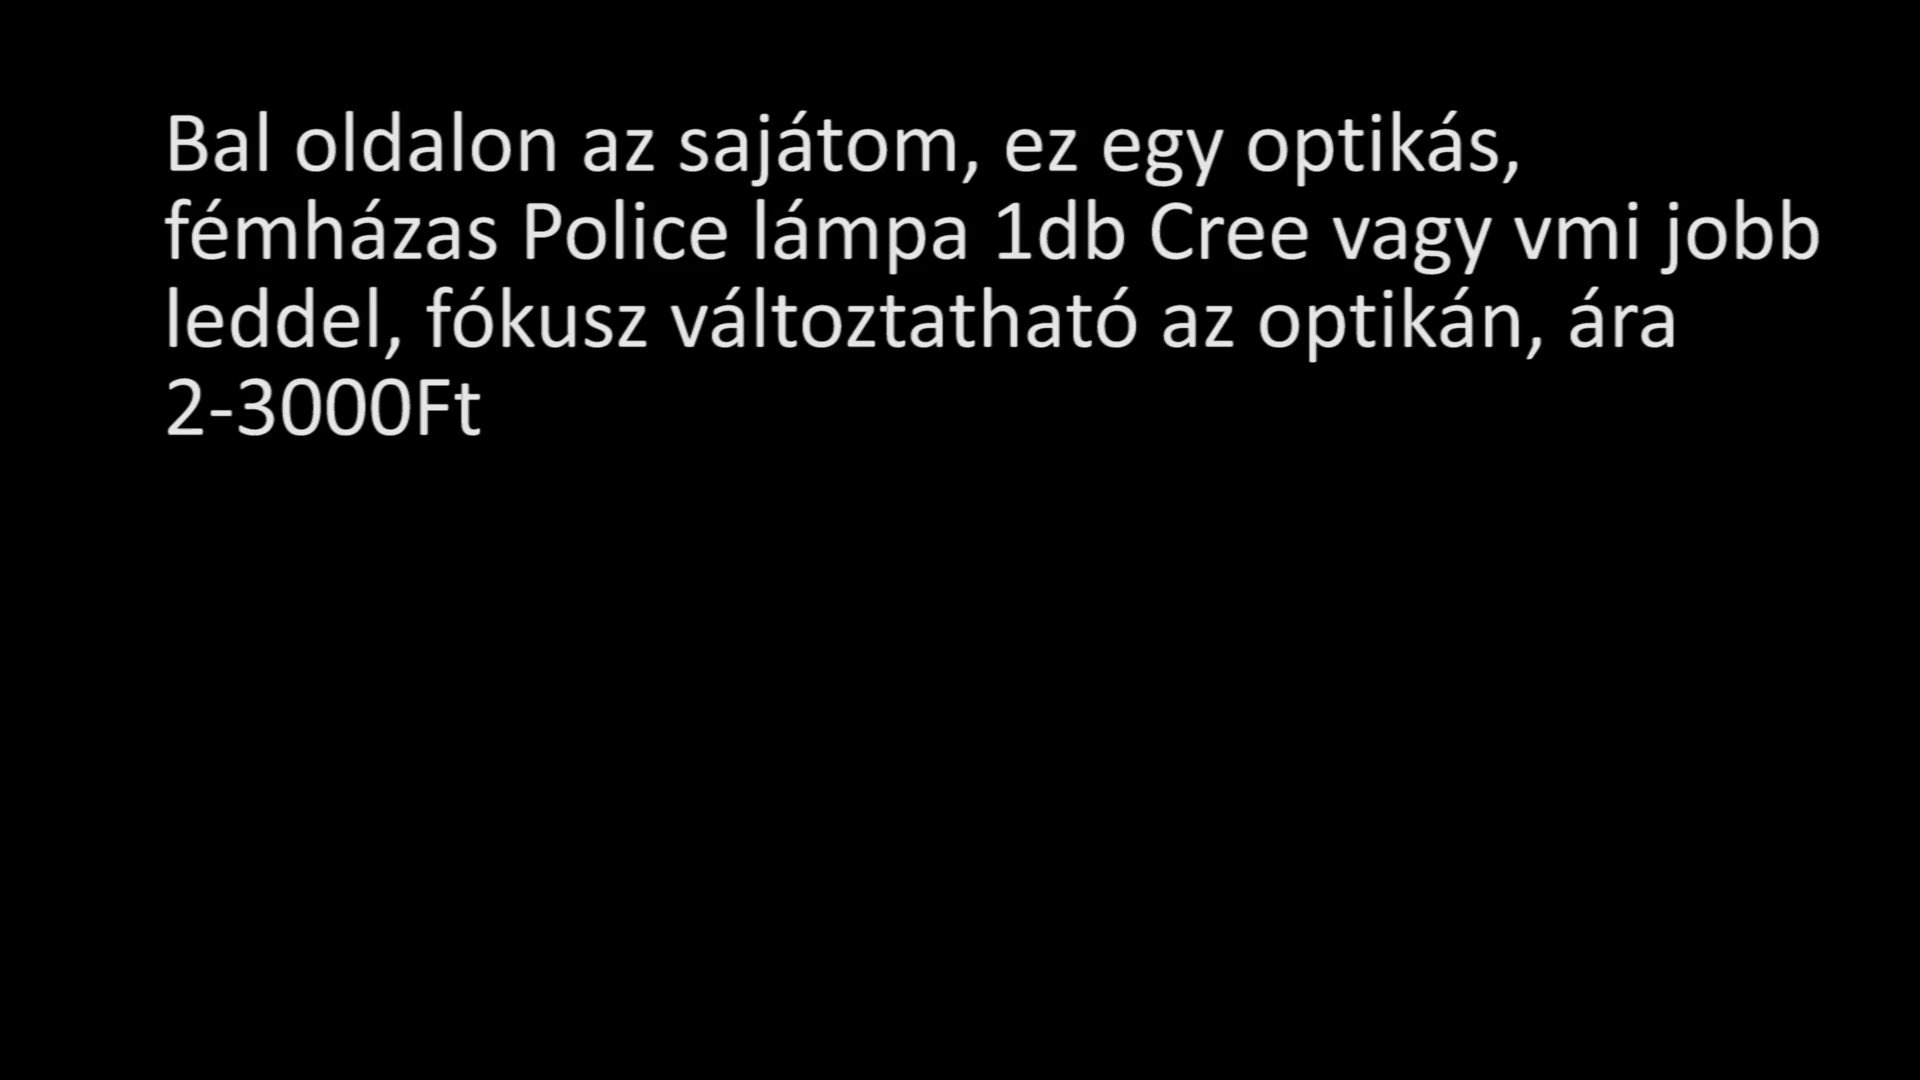 Bal oldalon az sajátom, ez egy optikás,
fémházas Police lámpa 1db Cree vagy vmi jobb
leddel, fókusz változtatható az optikán, ára
2-3000Ft